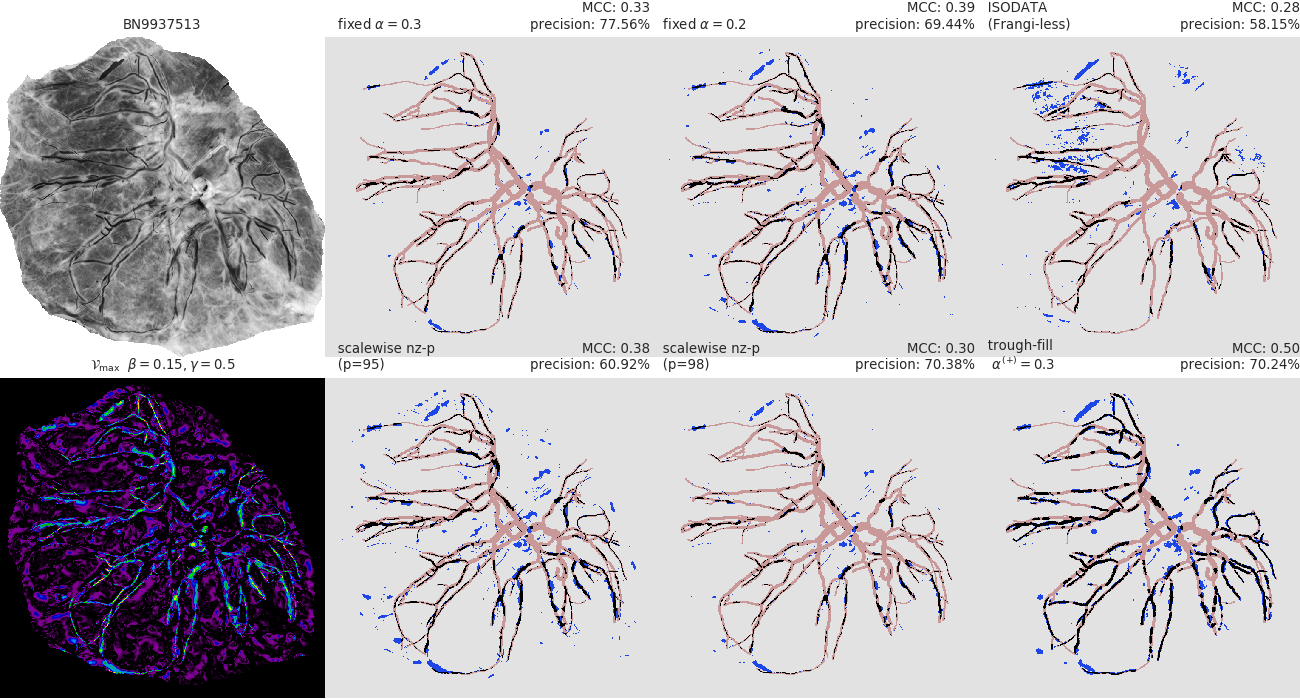 BN9937513
fixed α = 0.3
MCC: 0.33
precision: 77.56%
fixed α = 0.2
MCC: 0.39
precision: 69.44%
ISODATA
(Frangi-less)
MCC: 0.28
precision: 58.15%
𝒱max β = 0.15, γ = 0.5
scalewise nz-p
(p=95)
MCC: 0.38
precision: 60.92%
scalewise nz-p
(p=98)
MCC: 0.30
precision: 70.38%
trough-fill
α(+) = 0.3
MCC: 0.50
precision: 70.24%